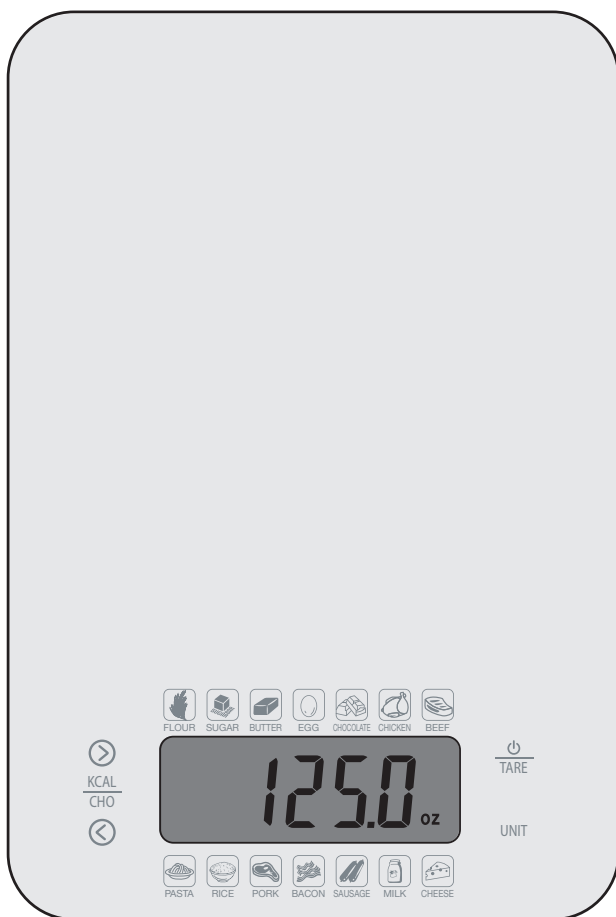 FLOUR SUGAR BUTTER EGG CHOCOLATE CHICKEN BEEF
KCAL
CHO
125.0 oz
TARE
UNIT
PASTA RICE PORK BACON SAUSAGE MILK CHEESE